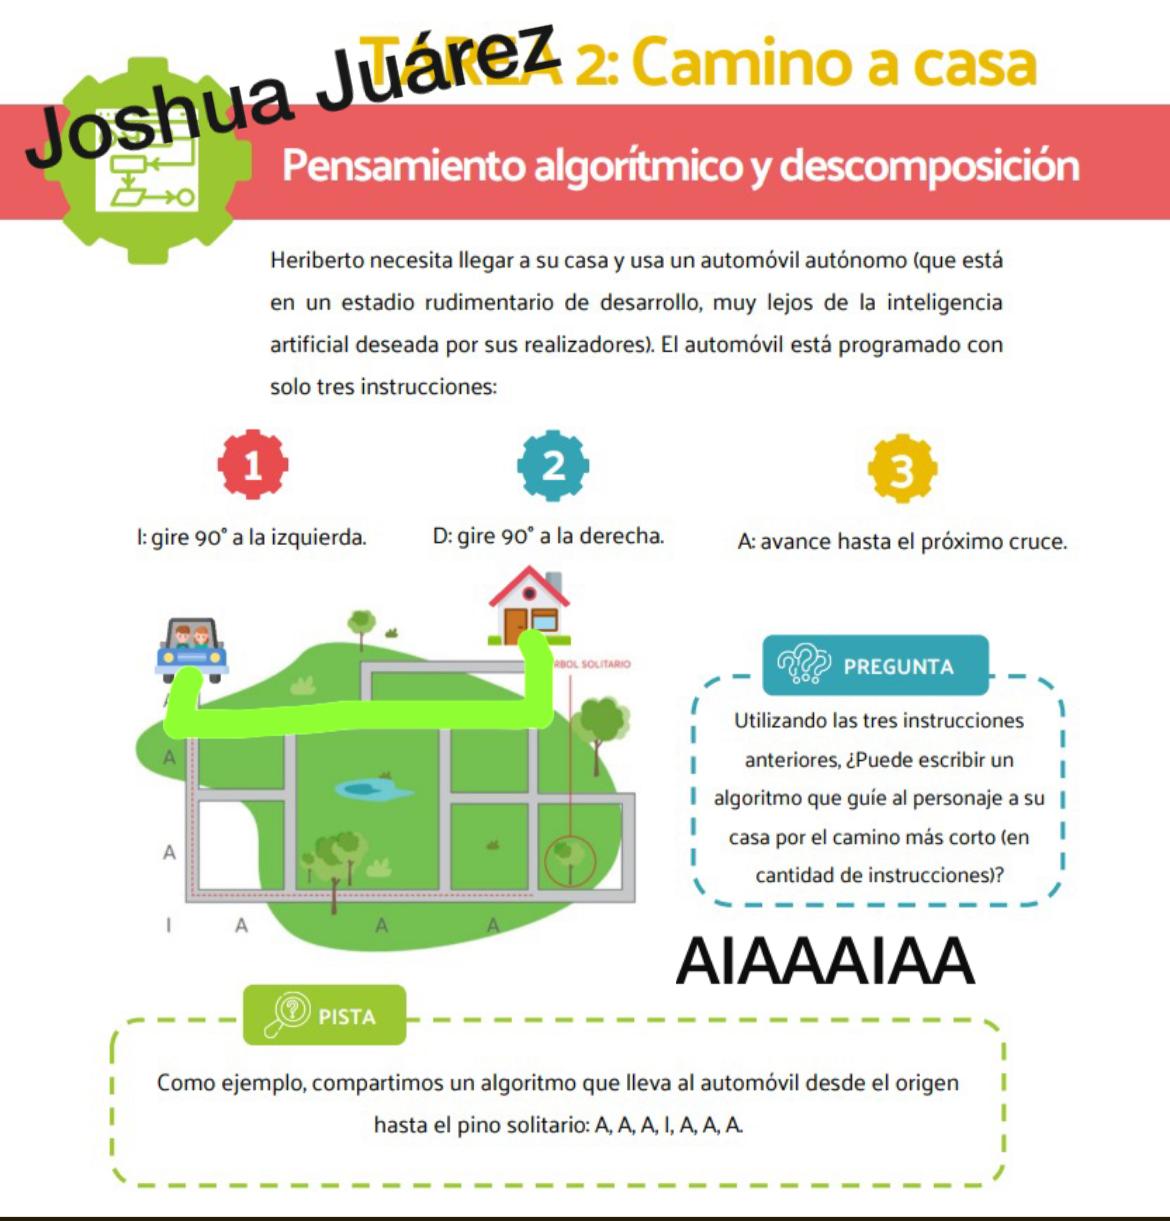 Joshua Juárez
TAREA 2: Camino a casa
Pensamiento algorítmico y descomposición
Heriberto necesita llegar a su casa y usa un automóvil autónomo (que está
en un estadio rudimentario de desarrollo, muy lejos de la inteligencia
artificial deseada por sus realizadores). El automóvil está programado con
solo tres instrucciones:
1
2
3
I: gire 90° a la izquierda.
D: gire 90° a la derecha.
A: avance hasta el próximo cruce.
RBOL SOLITARIO
A
A
I
A
A
A
PREGUNTA
Utilizando las tres instrucciones
anteriores, ¿Puede escribir un
algoritmo que guíe al personaje a su
casa por el camino más corto (en
cantidad de instrucciones)?
AIAAAIAA
PISTA
Como ejemplo, compartimos un algoritmo que lleva al automóvil desde el origen
hasta el pino solitario: A, A, A, I, A, A, A.